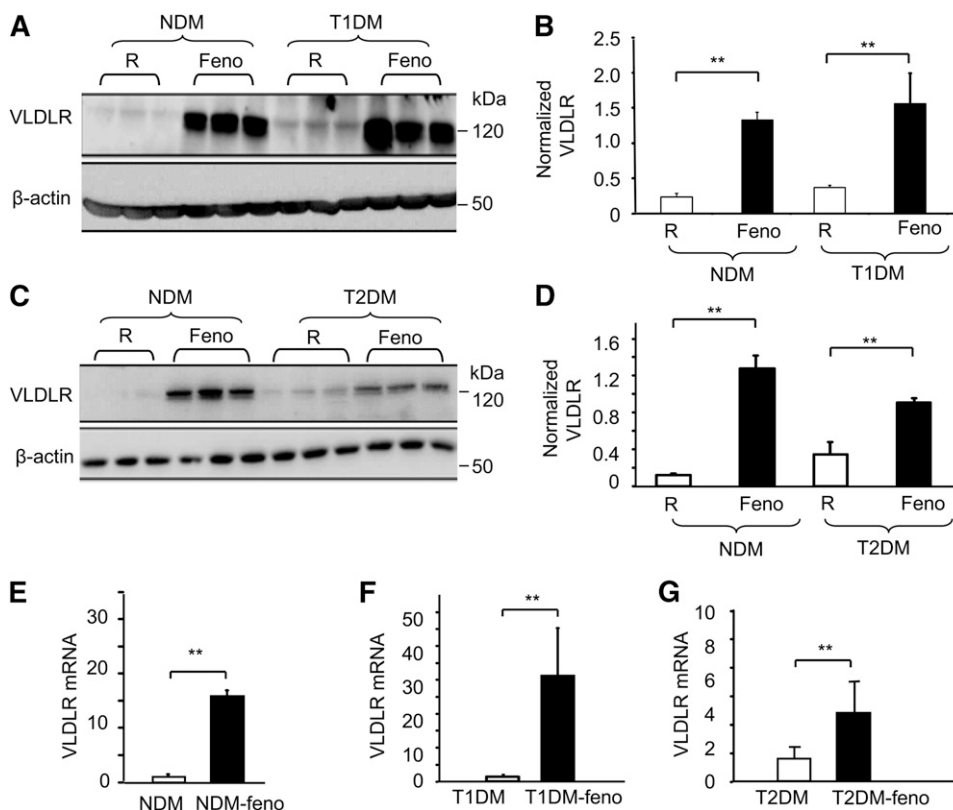 A
NDM T1DM
R Feno R Feno
kDa
VLDLR
120
β-actin
50
B
Normalized
VLDLR
2.5
2.0
1.5
1.0
0.5
0
** **
R Feno R Feno
NDM T1DM
C
NDM T2DM
R Feno R Feno
kDa
VLDLR
120
β-actin
50
D
Normalized
VLDLR
1.6
1.2
0.8
0.4
0
** **
R Feno R Feno
NDM T2DM
E
VLDLR mRNA
30
20
10
0
**
NDM NDM-feno
F
VLDLR mRNA
50
40
30
20
10
0
**
T1DM T1DM-feno
G
VLDLR mRNA
10
8
6
4
2
0
**
T2DM T2DM-feno